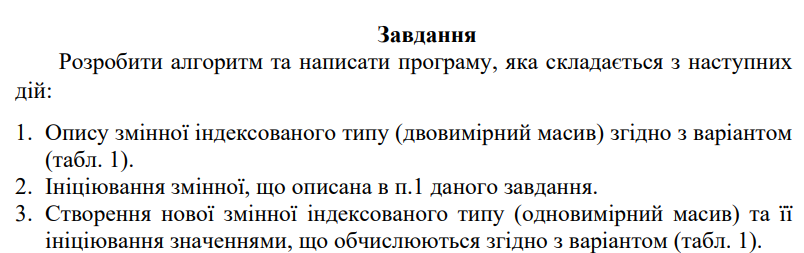 Завдання
Розробити алгоритм та написати програму, яка складається з наступних
дій:
1. Опису змінної індексованого типу (двовимірний масив) згідно з варіантом
(табл. 1).
2. Ініціювання змінної, що описана в п.1 даного завдання.
3. Створення нової змінної індексованого типу (одновимірний масив) та її
ініціювання значеннями, що обчислюються згідно з варіантом (табл. 1).